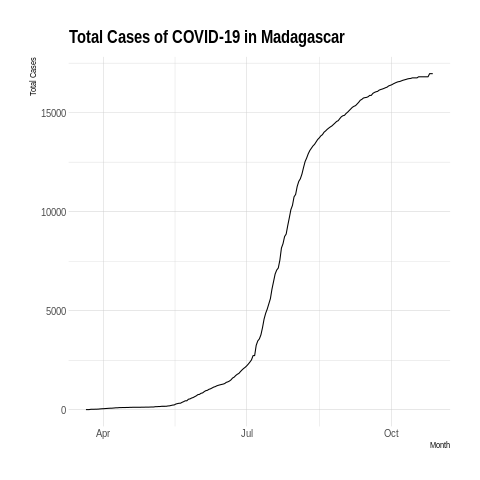 Total Cases of COVID-19 in Madagascar
Total Cases
15000
10000
5000
0
Apr Jul Oct
Month